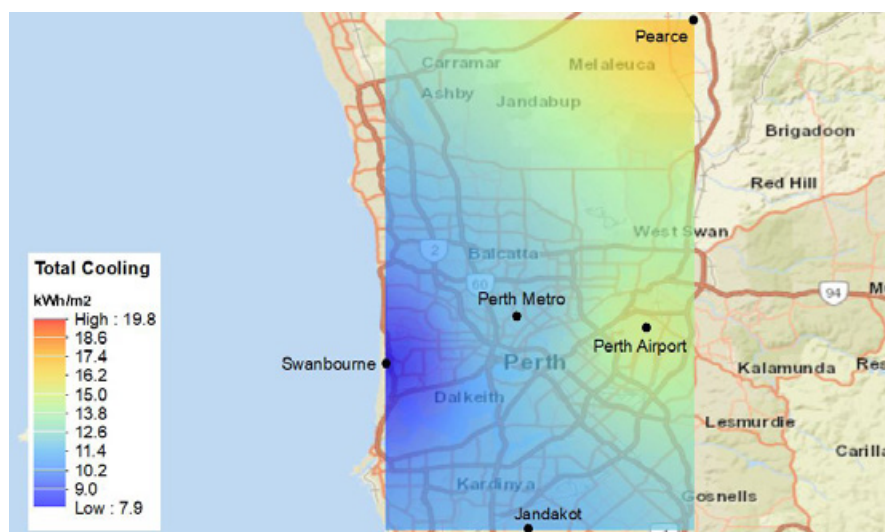 Pearce
Carramar
Melaleuca
Ashby
Jandabup
Brigadoon
Red Hill
West Swan
2
Balcatta
60
94
Perth Metro
Perth Airport
Swanbourne
Perth
Kalamunda
Res
Dalkeith
Lesmurdie
Carilla
Kardinya
Gosnells
Jandakot
Total Cooling
kWh/m2
High : 19.8
18.6
17.4
16.2
15.0
13.8
12.6
11.4
10.2
9.0
Low : 7.9